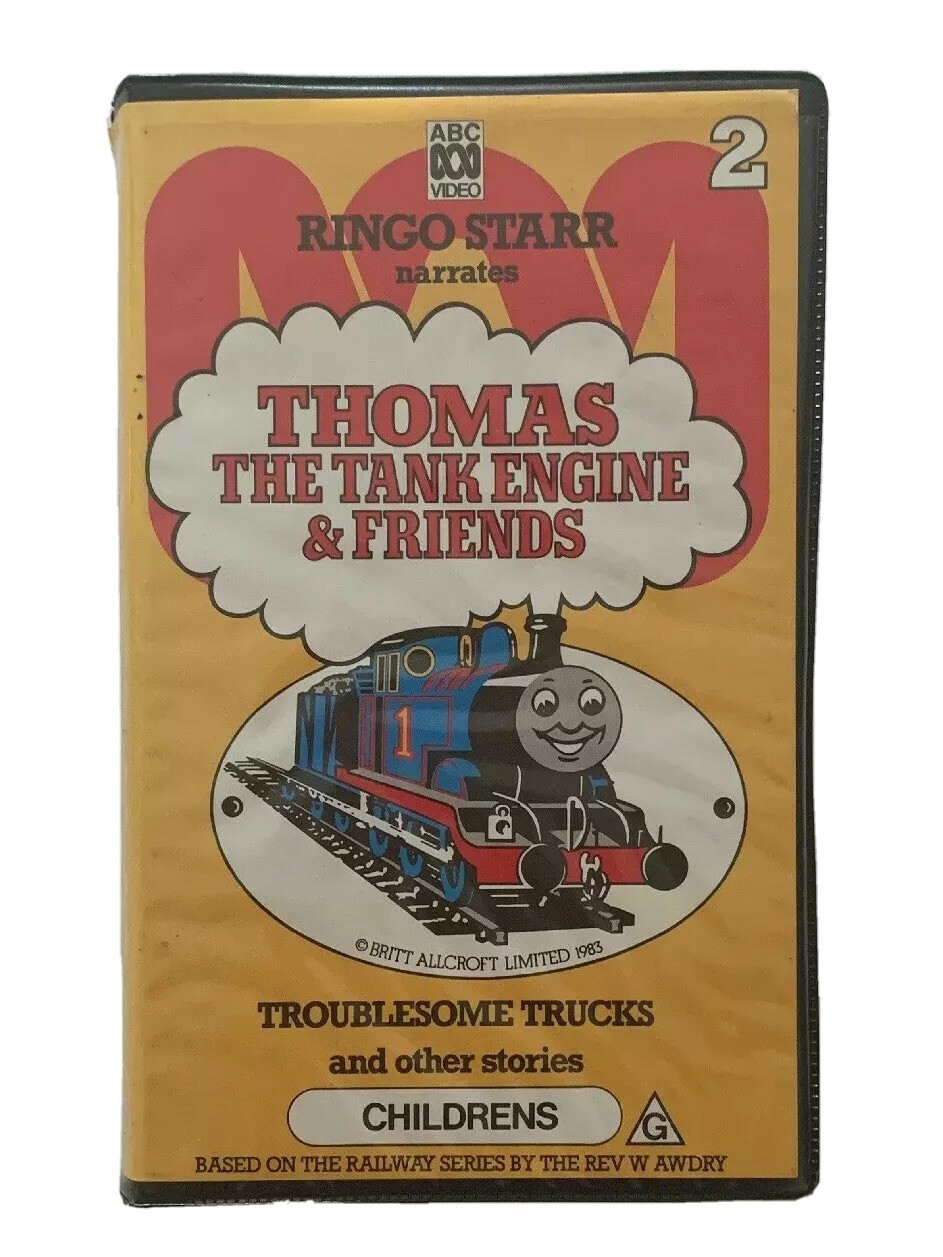 ABC
VIDEO
2
RINGO STARR
narrates
THOMAS
THE TANK ENGINE
& FRIENDS
1
© BRITT ALLCROFT LIMITED 1983
TROUBLESOME TRUCKS
and other stories
CHILDRENS
G
BASED ON THE RAILWAY SERIES BY THE REV W AWDRY